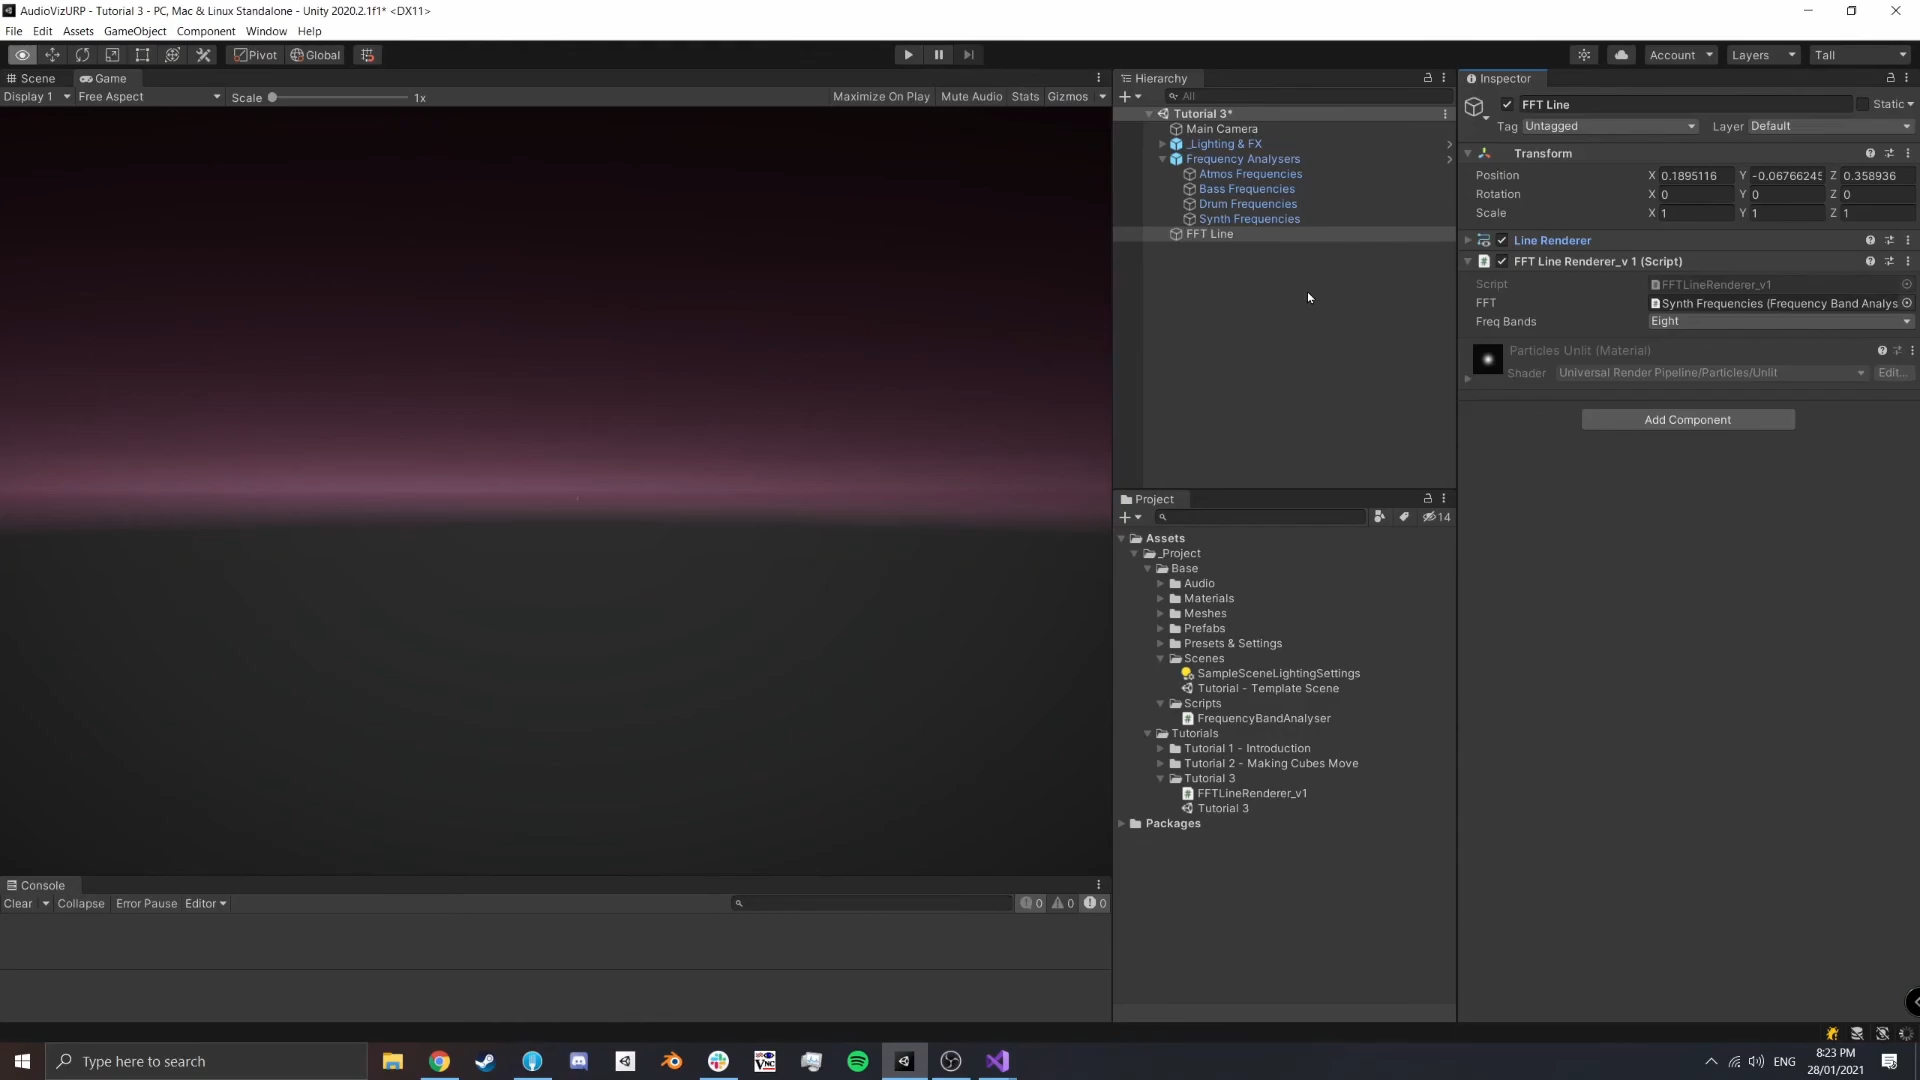 AudioVizURP - Tutorial 3 - PC, Mac & Linux Standalone - Unity 2020.2.1f1* <DX11>
File Edit Assets GameObject Component Window Help
Pivot Global Account Layers Tall
Scene Game
Display 1 Free Aspect Scale 1x Maximize On Play Mute Audio Stats Gizmos
Hierarchy
All
Tutorial 3*
Main Camera
_Lighting & FX
Frequency Analysers
Atmos Frequencies
Bass Frequencies
Drum Frequencies
Synth Frequencies
FFT Line
Inspector
FFT Line Static
Tag Untagged Layer Default
Transform
Position X 0.1895116 Y -0.06766245 Z 0.358936
Rotation X 0 Y 0 Z 0
Scale X 1 Y 1 Z 1
Line Renderer
FFT Line Renderer_v 1 (Script)
Script FFTLineRenderer_v1
FFT Synth Frequencies (Frequency Band Analys
Freq Bands Eight
Particles Unlit (Material)
Shader Universal Render Pipeline/Particles/Unlit Edit...
Add Component
Project
14
Assets
_Project
Base
Audio
Materials
Meshes
Prefabs
Presets & Settings
Scenes
SampleSceneLightingSettings
Tutorial - Template Scene
Scripts
FrequencyBandAnalyser
Tutorials
Tutorial 1 - Introduction
Tutorial 2 - Making Cubes Move
Tutorial 3
FFTLineRenderer_v1
Tutorial 3
Packages
Console
Clear Collapse Error Pause Editor 0 0 0
Type here to search
ENG
8:23 PM
28/01/2021